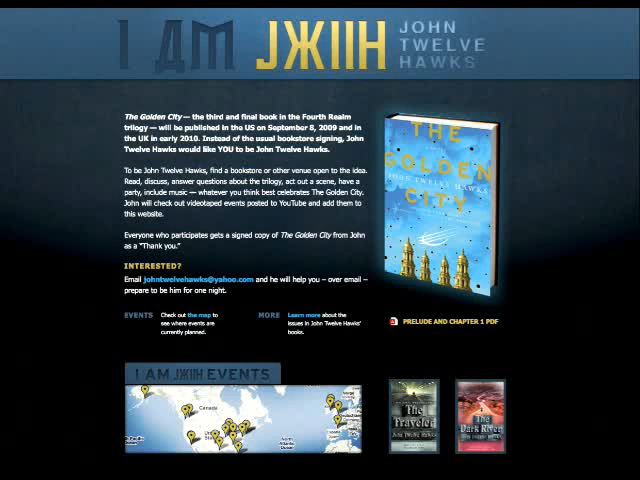 I AM JXIIH
JOHN
TWELVE
HAWKS
The Golden City — the third and final book in the Fourth Realm
trilogy — will be published in the US on September 8, 2009 and in
the UK in early 2010. Instead of the usual bookstore signing, John
Twelve Hawks would like YOU to be John Twelve Hawks.
To be John Twelve Hawks, find a bookstore or other venue open to the idea.
Read, discuss, answer questions about the trilogy, act out a scene, have a
party, include music — whatever you think best celebrates The Golden City.
John will check out videotaped events posted to YouTube and add them to
this website.
Everyone who participates gets a signed copy of The Golden City from John
as a "Thank you."
INTERESTED?
Email johntwelvehawks@yahoo.com and he will help you – over email –
prepare to be him for one night.
EVENTS
Check out the map to
see where events are
currently planned.
MORE
Learn more about the
issues in John Twelve Hawks'
books.
THE
GOLDEN
JOHN TWELVE HAWKS
CITY
PRELUDE AND CHAPTER 1 PDF
I AM JXIIH EVENTS
Canada
North
Atlantic
Ocean
The
Traveler
JOHN TWELVE HAWKS
The
Dark River
JOHN TWELVE HAWKS